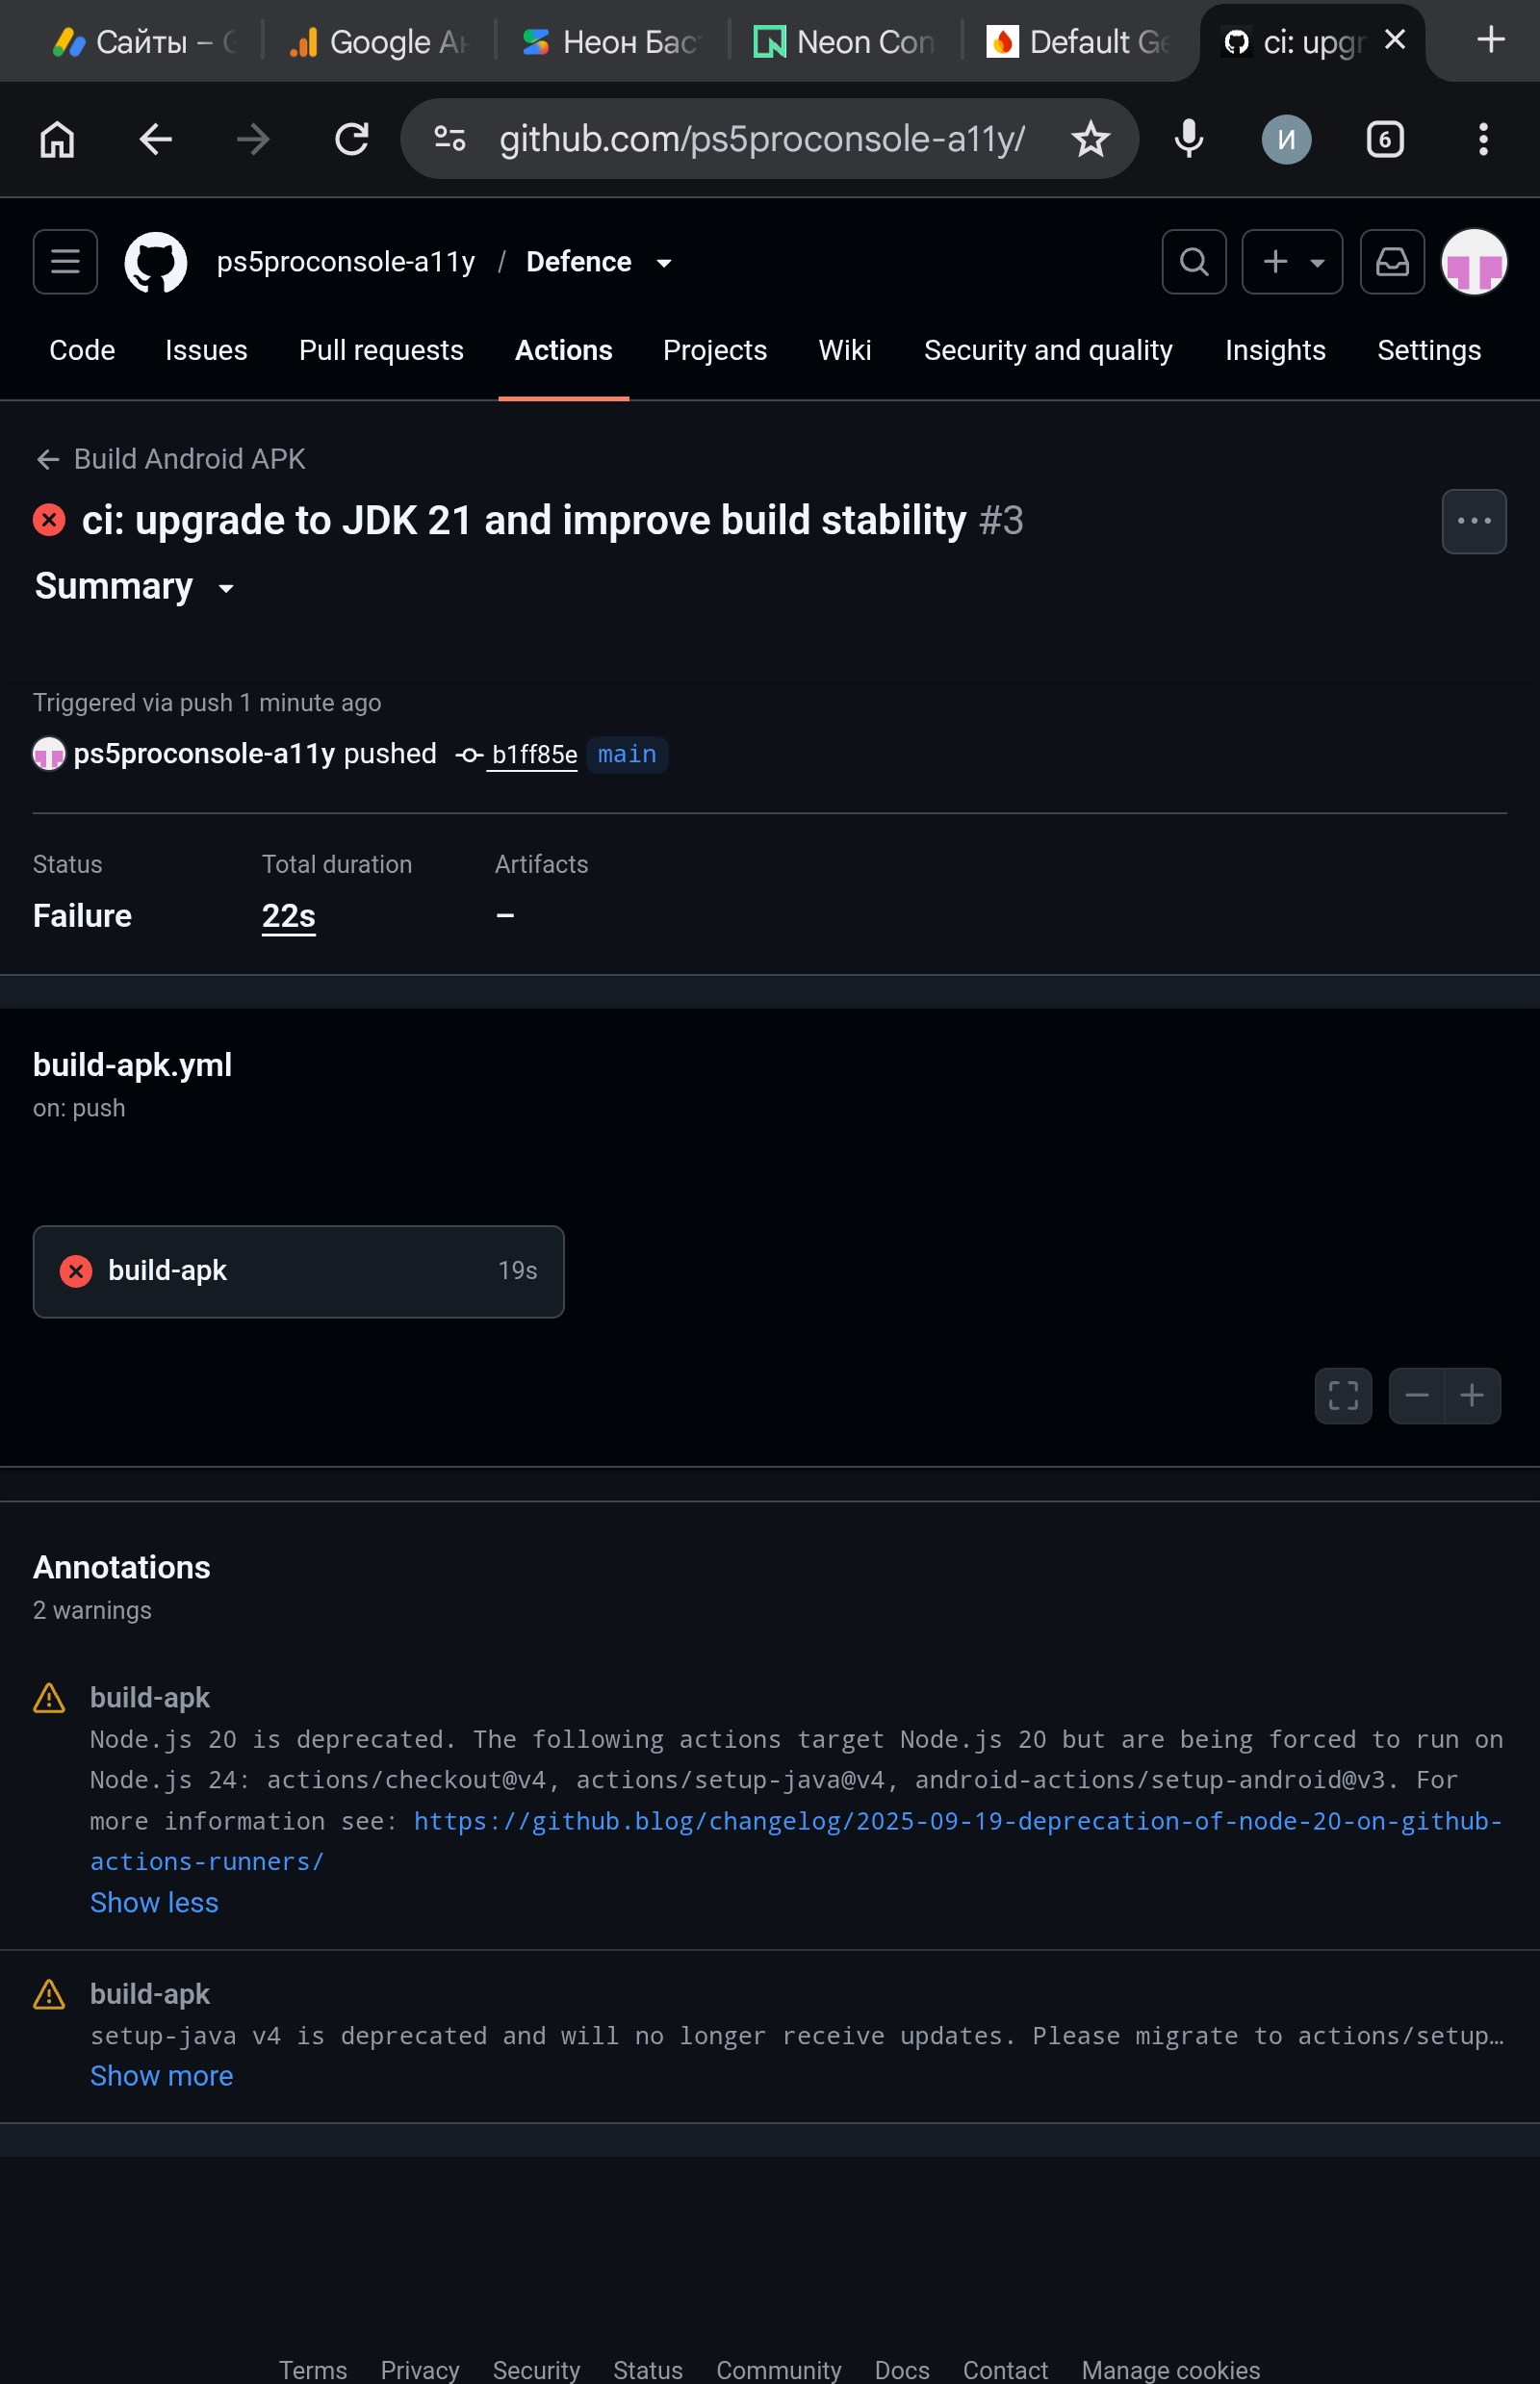 Сайты –
Google
Неон Бас
Neon Con
Default Ge
ci: upgr
github.com/ps5proconsole-a11y/
И
6
ps5proconsole-a11y / Defence
Code Issues Pull requests Actions Projects Wiki Security and quality Insights Settings
Build Android APK
ci: upgrade to JDK 21 and improve build stability #3
Summary
Triggered via push 1 minute ago
ps5proconsole-a11y pushed b1ff85e main
Status Total duration Artifacts
Failure 22s –
build-apk.yml
on: push
build-apk 19s
Annotations
2 warnings
build-apk
Node.js 20 is deprecated. The following actions target Node.js 20 but are being forced to run on
Node.js 24: actions/checkout@v4, actions/setup-java@v4, android-actions/setup-android@v3. For
more information see: https://github.blog/changelog/2025-09-19-deprecation-of-node-20-on-github-
actions-runners/
Show less
build-apk
setup-java v4 is deprecated and will no longer receive updates. Please migrate to actions/setup…
Show more
Terms Privacy Security Status Community Docs Contact Manage cookies